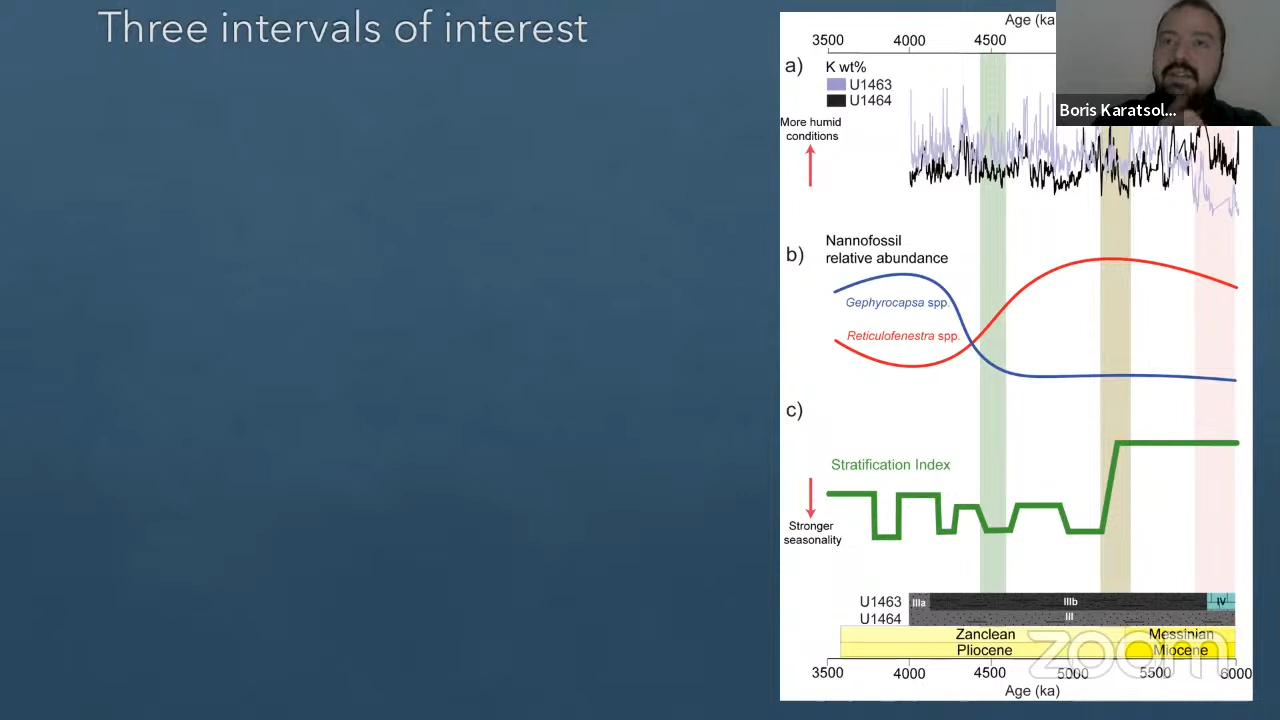 Three intervals of interest
Age (ka
3500 4000 4500
a) K wt%
U1463
U1464
More humid
conditions
Boris Karatsol...
b) Nannofossil
relative abundance
Gephyrocapsa spp.
Reticulofenestra spp.
c)
Stratification Index
Stronger
seasonality
U1463 IIIa IIIb IV
U1464 III
Zanclean Messinian
Pliocene Miocene
zoom
3500 4000 4500 5000 5500 6000
Age (ka)